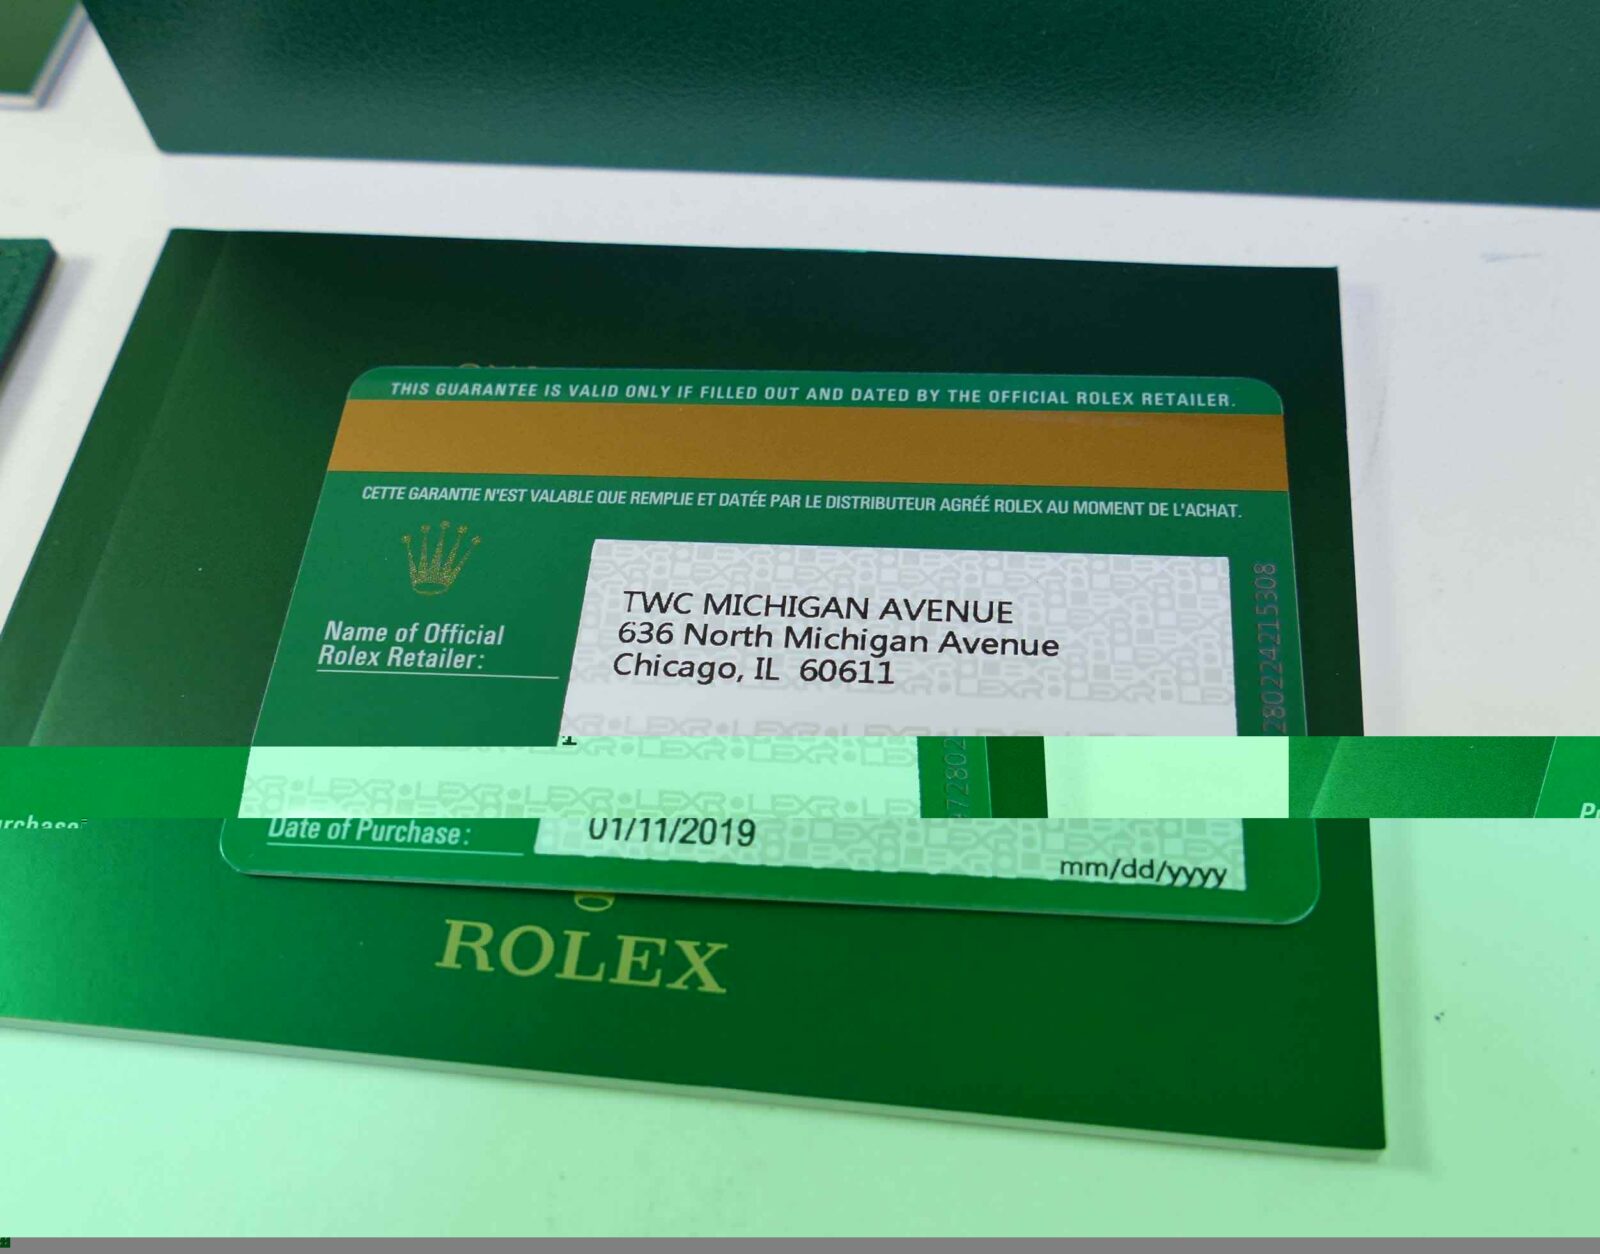 THIS GUARANTEE IS VALID ONLY IF FILLED OUT AND DATED BY THE OFFICIAL ROLEX RETAILER.
CETTE GARANTIE N'EST VALABLE QUE REMPLIE ET DATÉE PAR LE DISTRIBUTEUR AGRÉÉ ROLEX AU MOMENT DE L'ACHAT.
Name of Official
Rolex Retailer:
TWC MICHIGAN AVENUE
636 North Michigan Avenue
Chicago, IL 60611
Date of Purchase:
01/11/2019
mm/dd/yyyy
ROLEX